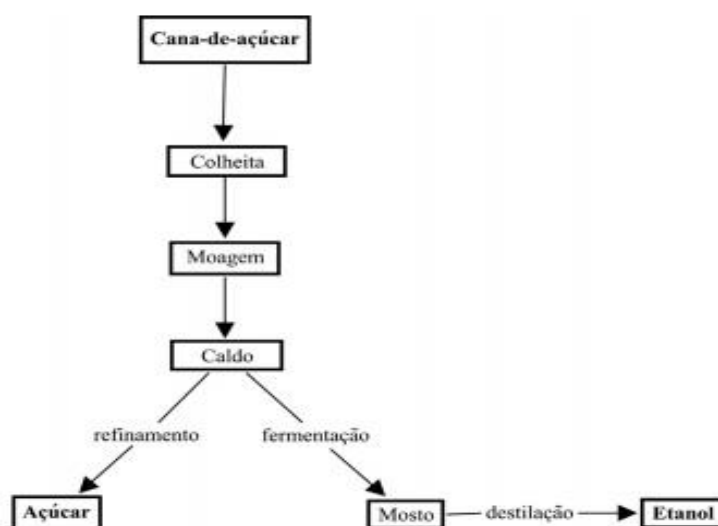 Cana-de-açúcar
Colheita
Moagem
Caldo
refinamento
fermentação
Açúcar
Mosto
destilação
Etanol